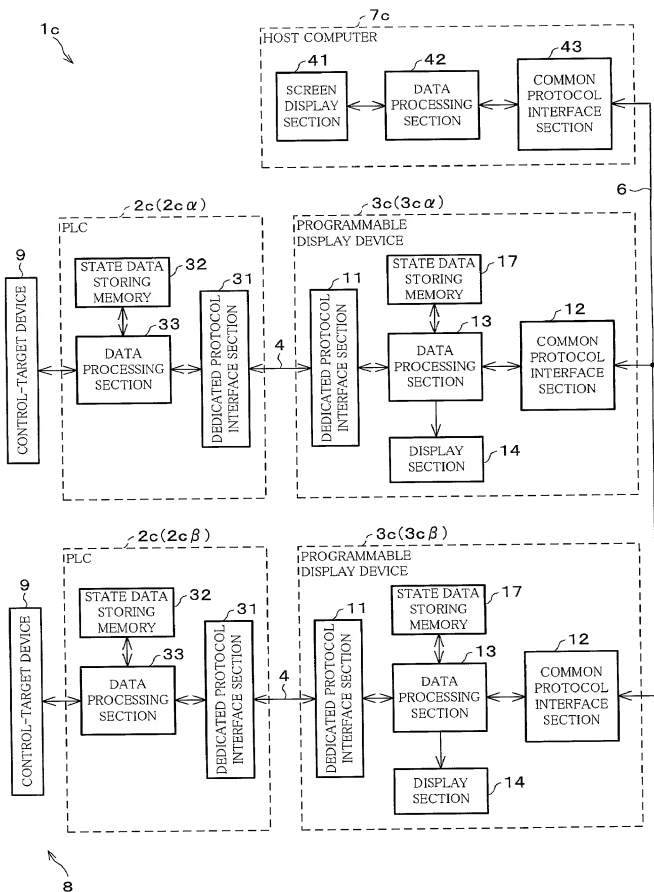 1c
7c
HOST COMPUTER
41
42
43
SCREEN
DISPLAY
SECTION
DATA
PROCESSING
SECTION
COMMON
PROTOCOL
INTERFACE
SECTION
6
2c(2cα)
3c(3cα)
PLC
PROGRAMMABLE
DISPLAY DEVICE
9
32
31
11
17
STATE DATA
STORING
MEMORY
STATE DATA
STORING
MEMORY
33
13
12
CONTROL-TARGET DEVICE
DATA
PROCESSING
SECTION
DEDICATED PROTOCOL
INTERFACE SECTION
4
DEDICATED PROTOCOL
INTERFACE SECTION
DATA
PROCESSING
SECTION
COMMON
PROTOCOL
INTERFACE
SECTION
DISPLAY
SECTION
14
2c(2cβ)
3c(3cβ)
PLC
PROGRAMMABLE
DISPLAY DEVICE
9
32
31
11
17
STATE DATA
STORING
MEMORY
STATE DATA
STORING
MEMORY
33
13
12
CONTROL-TARGET DEVICE
DATA
PROCESSING
SECTION
DEDICATED PROTOCOL
INTERFACE SECTION
4
DEDICATED PROTOCOL
INTERFACE SECTION
DATA
PROCESSING
SECTION
COMMON
PROTOCOL
INTERFACE
SECTION
DISPLAY
SECTION
14
8